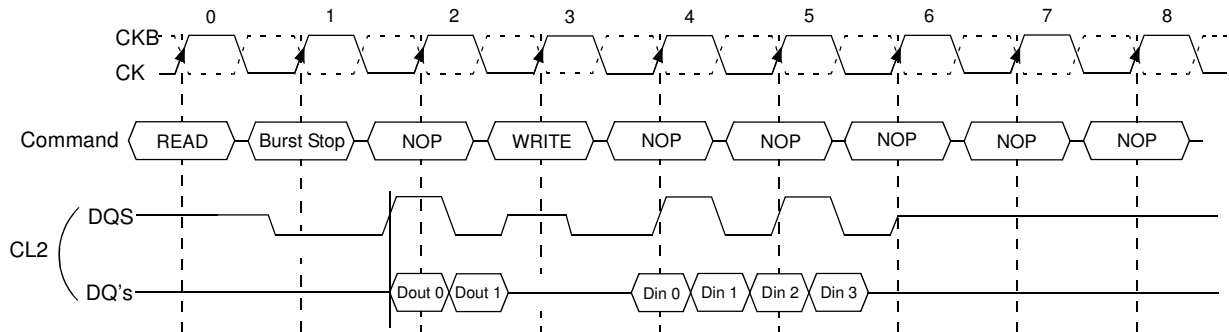 0 1 2 3 4 5 6 7 8
CKB
CK
Command READ Burst Stop NOP WRITE NOP NOP NOP NOP NOP
DQS
CL2
DQ's Dout 0 Dout 1 Din 0 Din 1 Din 2 Din 3